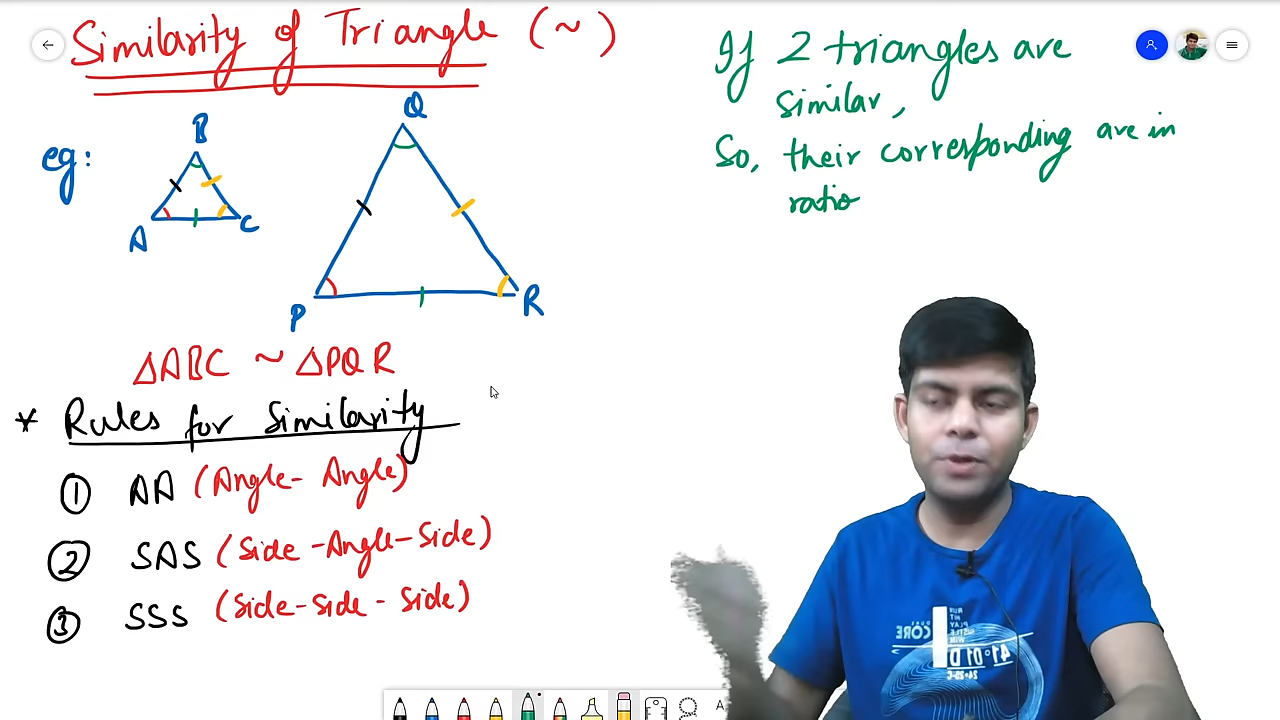 Similarity of Triangle (~)
eg:
B
A
C
Q
P
R
△ABC ~ △PQR
* Rules for Similarity
① AA (Angle-Angle)
② SAS (Side-Angle-Side)
③ SSS (Side-Side-Side)
If 2 triangles are
similar,
So, their corresponding are in
ratio
CORE